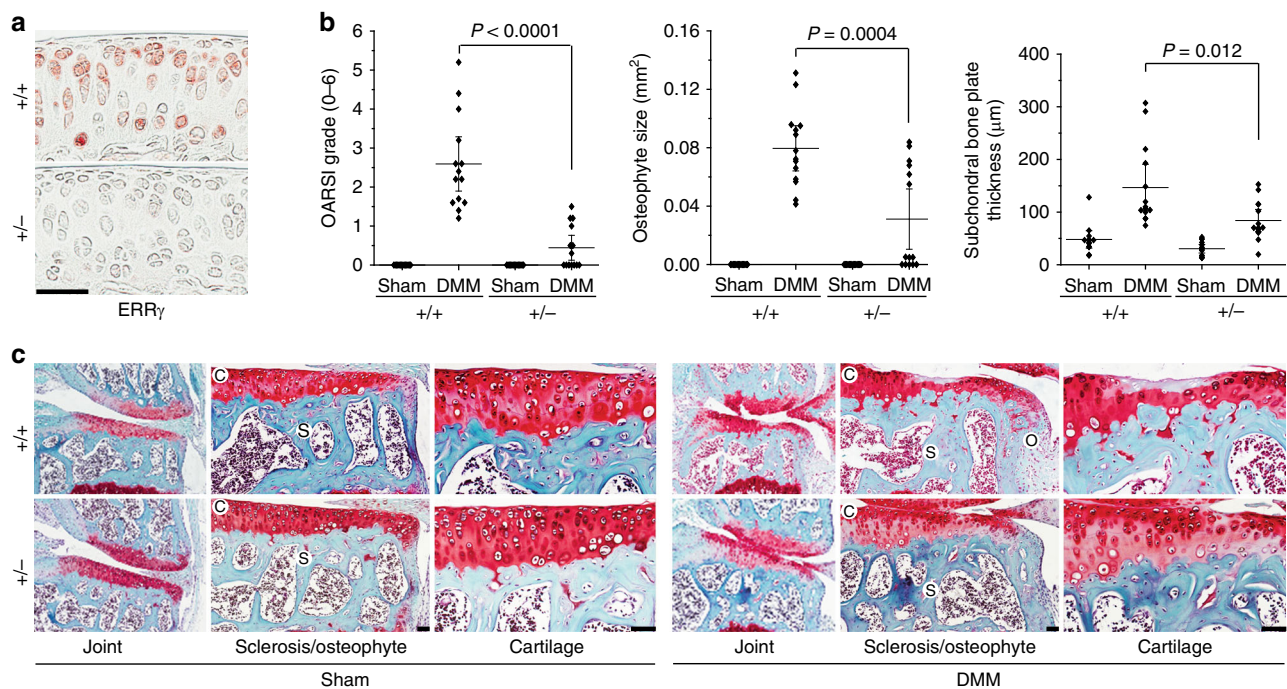 a
+/+
+/–
ERRγ
b
OARSI grade (0–6)
6
5
4
3
2
1
0
P < 0.0001
Sham DMM Sham DMM
+/+ +/–
Osteophyte size (mm²)
0.16
0.12
0.08
0.04
0.00
P = 0.0004
Sham DMM Sham DMM
+/+ +/–
Subchondral bone plate
thickness (μm)
400
300
200
100
0
P = 0.012
Sham DMM Sham DMM
+/+ +/–
c
+/+
C
S
C
S
O
+/–
C
S
C
S
Joint Sclerosis/osteophyte Cartilage Joint Sclerosis/osteophyte Cartilage
Sham DMM